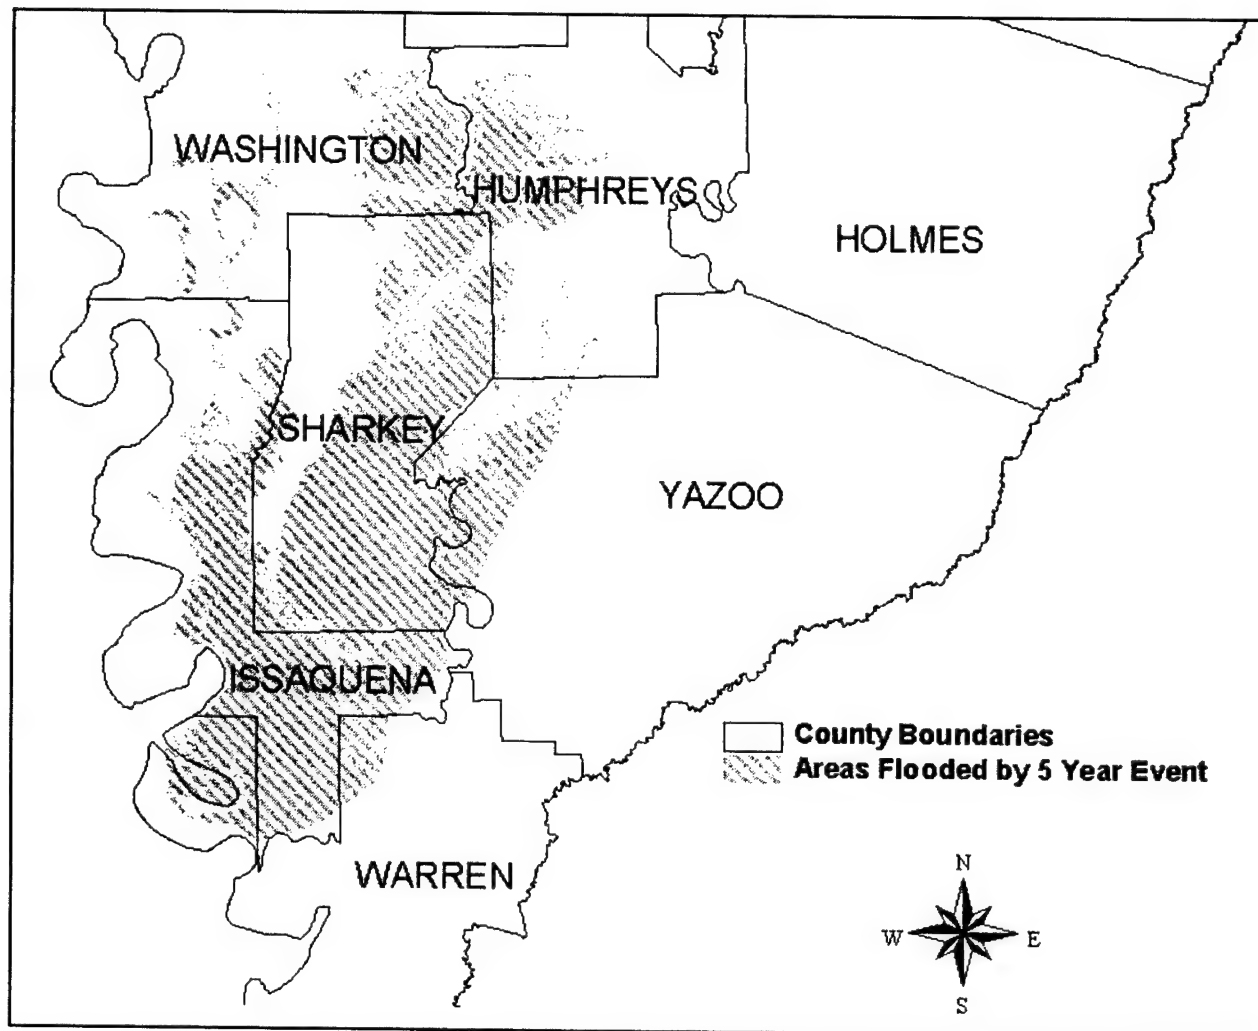 WASHINGTON
HUMPHREYS
HOLMES
SHARKEY
YAZOO
ISSAQUENA
County Boundaries
Areas Flooded by 5 Year Event
WARREN
N
W
E
S